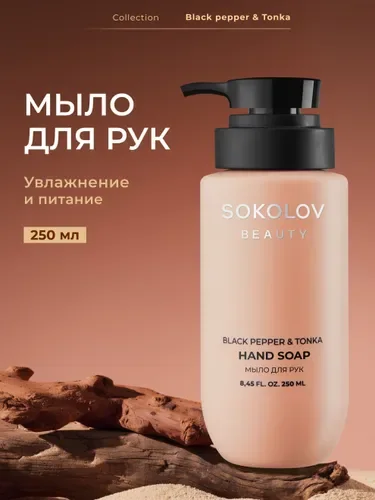 Collection
Black pepper & Tonka
МЫЛО
ДЛЯ РУК
Увлажнение
и питание
250 мл
SOKOLOV
BEAUTY
BLACK PEPPER & TONKA
HAND SOAP
МЫЛО ДЛЯ РУК
8,45 FL. OZ. 250 ML